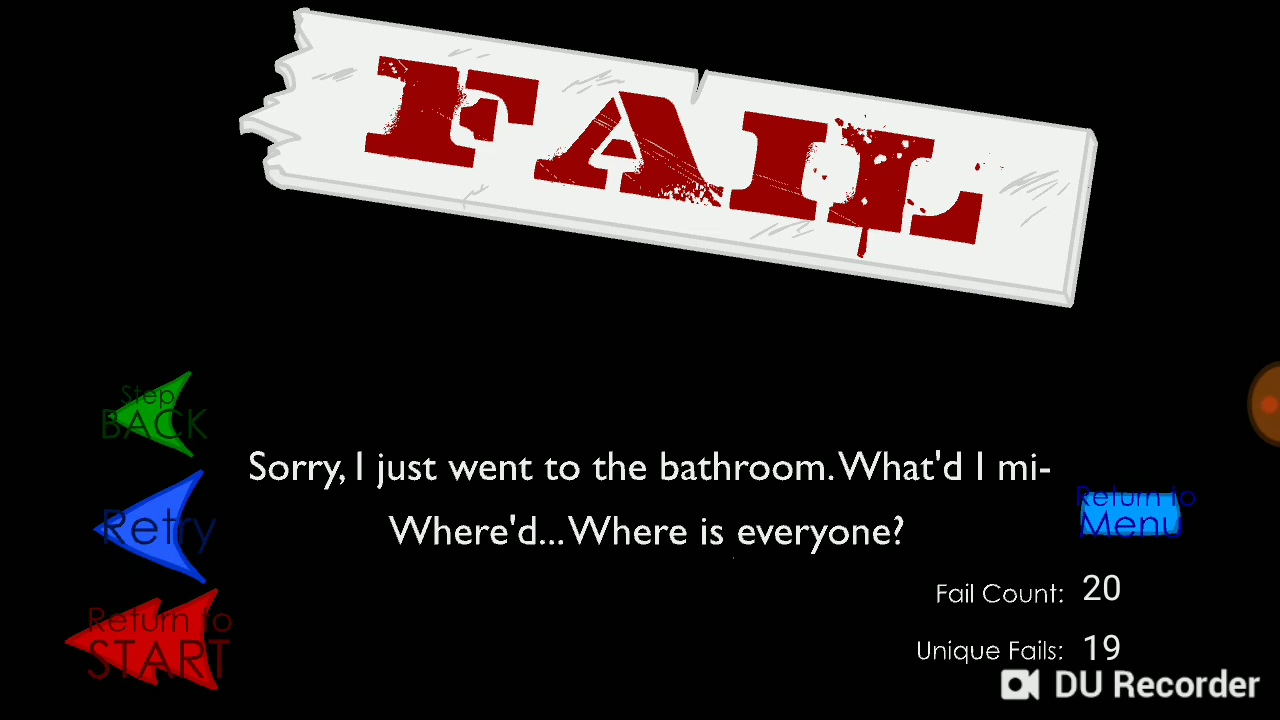 FAIL
Step
BACK
Sorry, I just went to the bathroom. What'd I mi-
Where'd... Where is everyone?
Retry
Return to
Menu
Fail Count: 20
Return to
START
Unique Fails: 19
DU Recorder